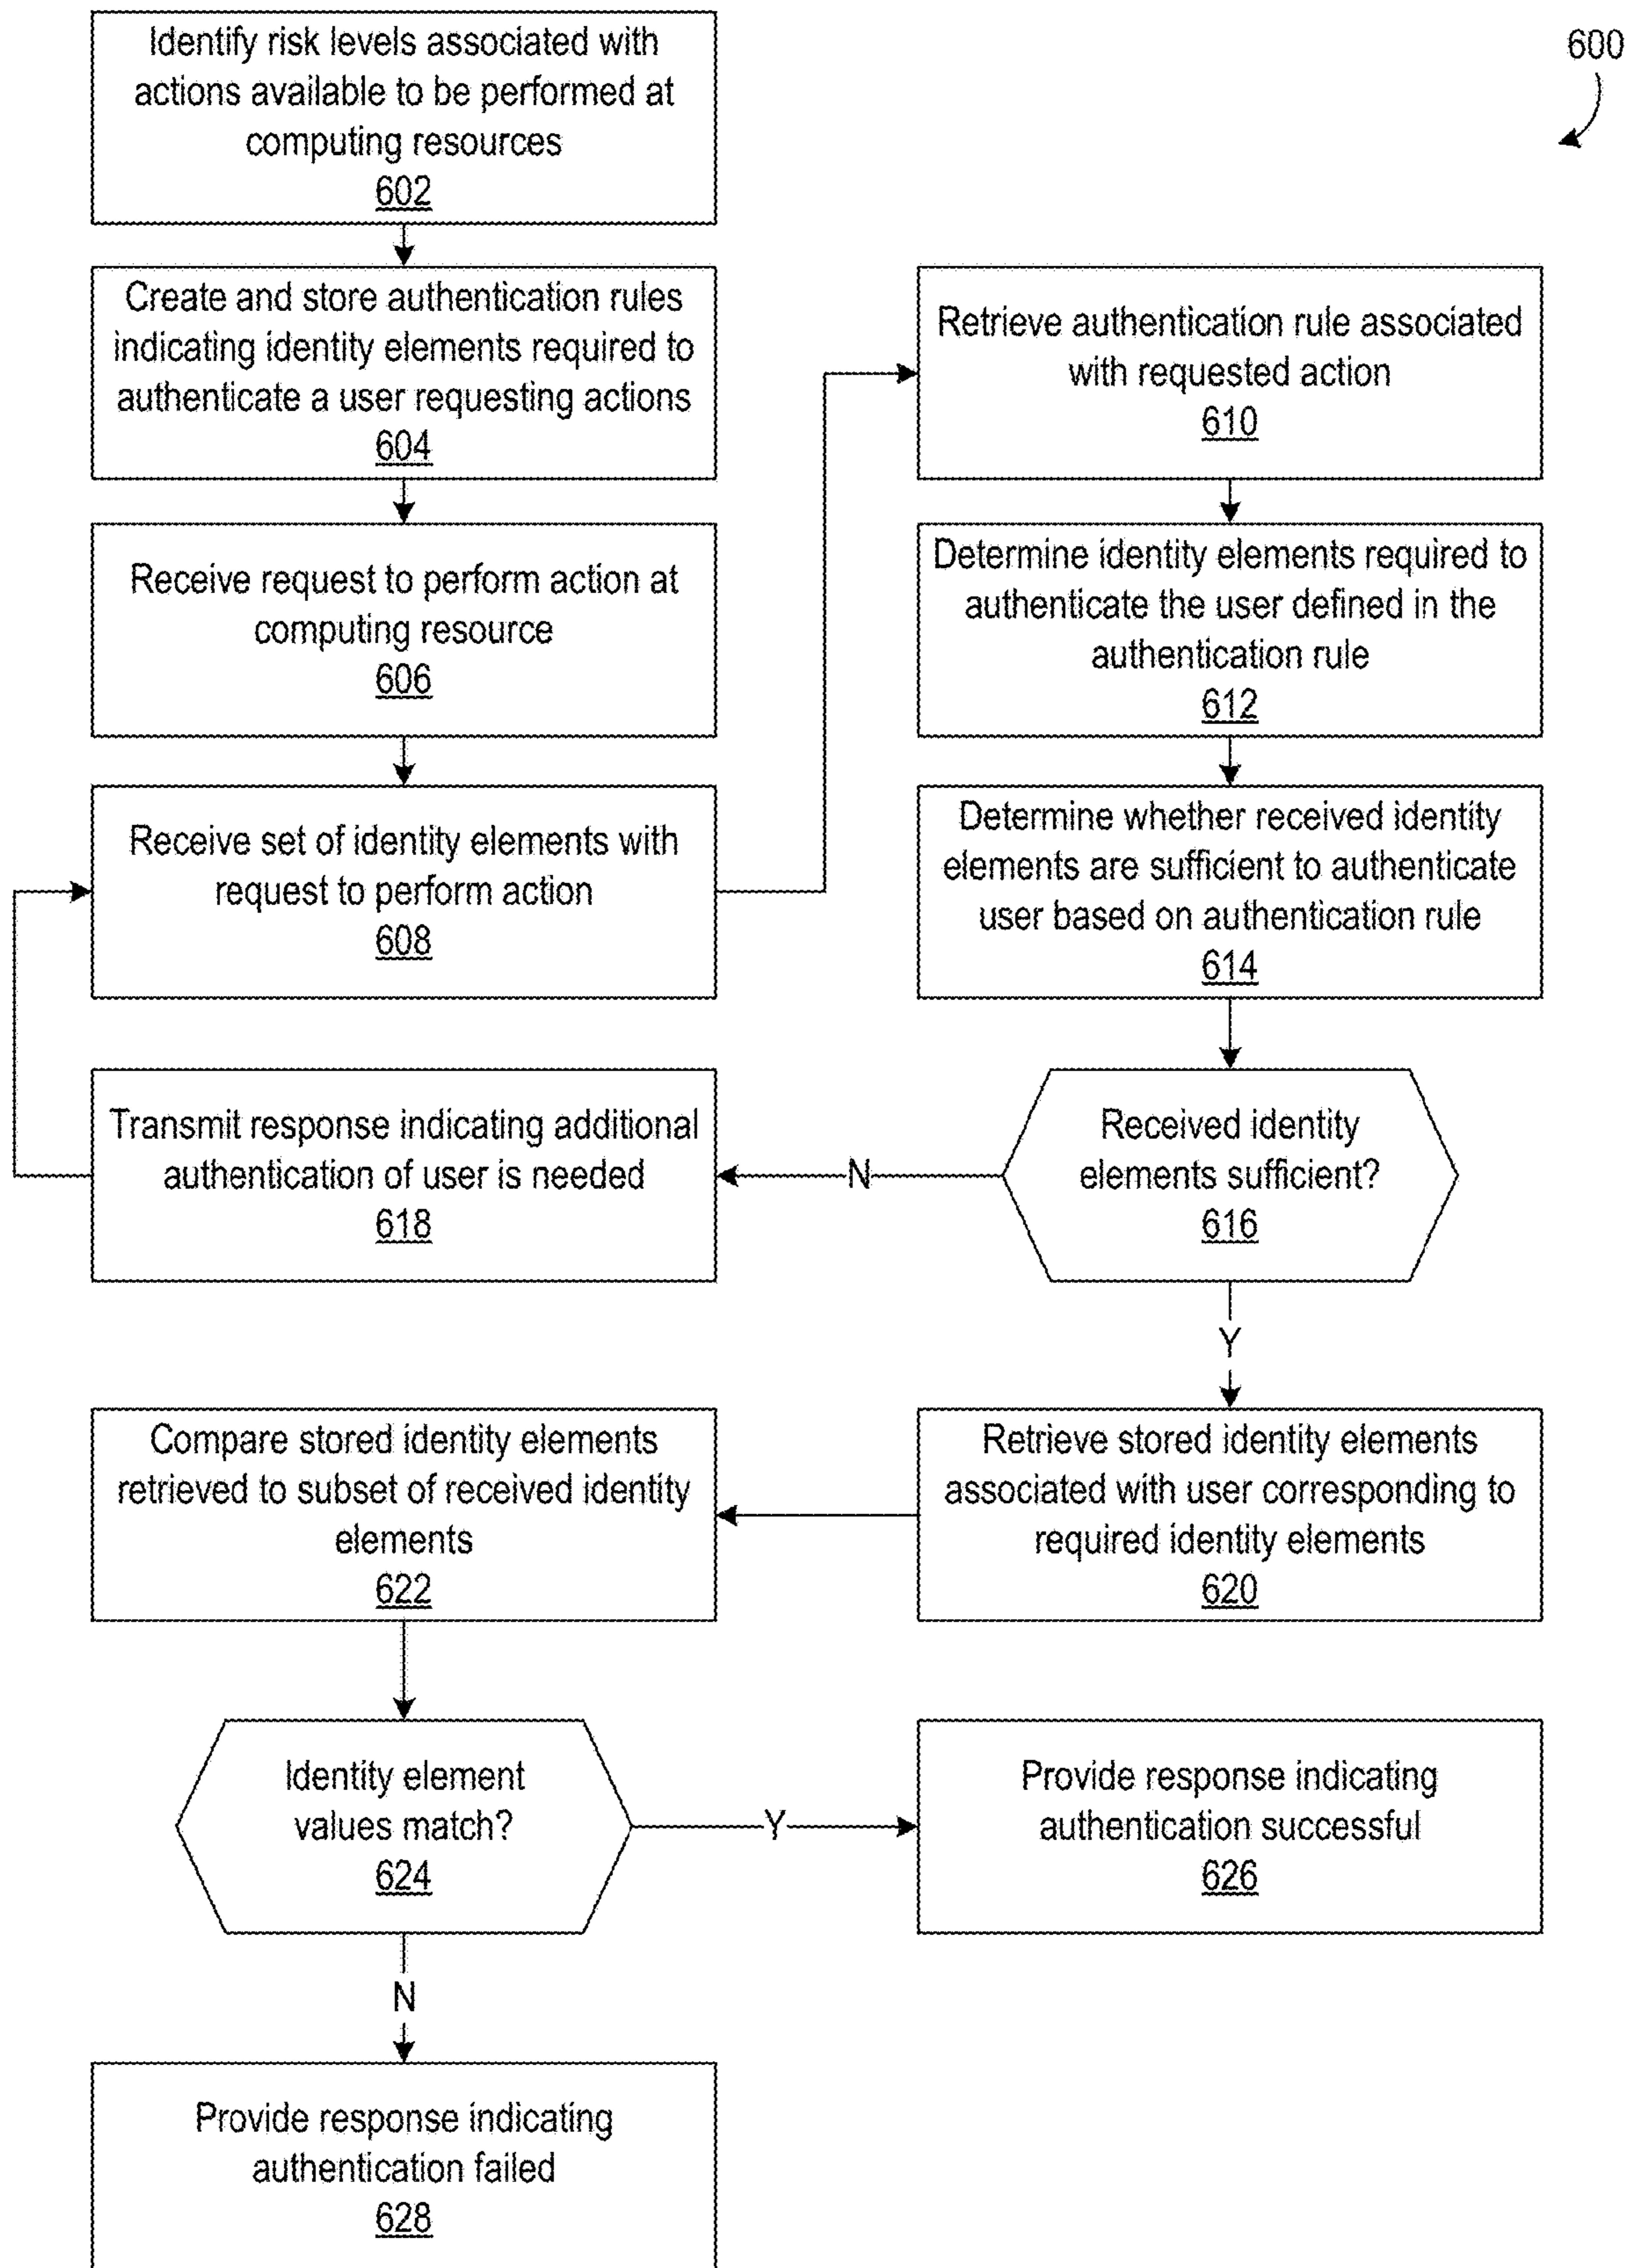 600
Identify risk levels associated with
actions available to be performed at
computing resources
602
Create and store authentication rules
indicating identity elements required to
authenticate a user requesting actions
604
Receive request to perform action at
computing resource
606
Receive set of identity elements with
request to perform action
608
Retrieve authentication rule associated
with requested action
610
Determine identity elements required to
authenticate the user defined in the
authentication rule
612
Determine whether received identity
elements are sufficient to authenticate
user based on authentication rule
614
Received identity
elements sufficient?
616
N
Transmit response indicating additional
authentication of user is needed
618
Y
Retrieve stored identity elements
associated with user corresponding to
required identity elements
620
Compare stored identity elements
retrieved to subset of received identity
elements
622
Identity element
values match?
624
Y
Provide response indicating
authentication successful
626
N
Provide response indicating
authentication failed
628